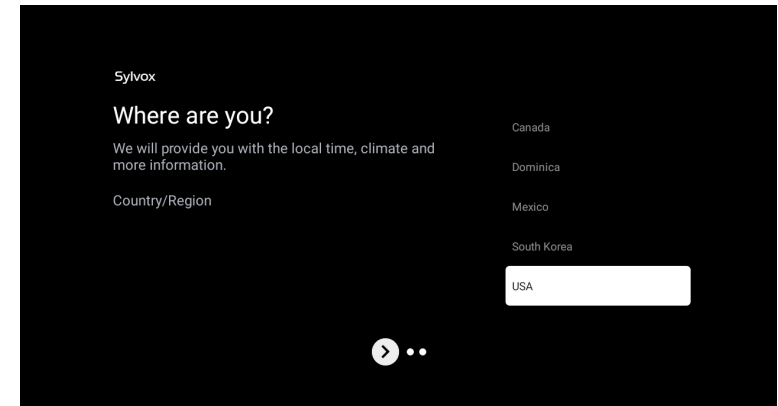 Sylvox
Where are you?
We will provide you with the local time, climate and
more information.
Country/Region
Canada
Dominica
Mexico
South Korea
USA